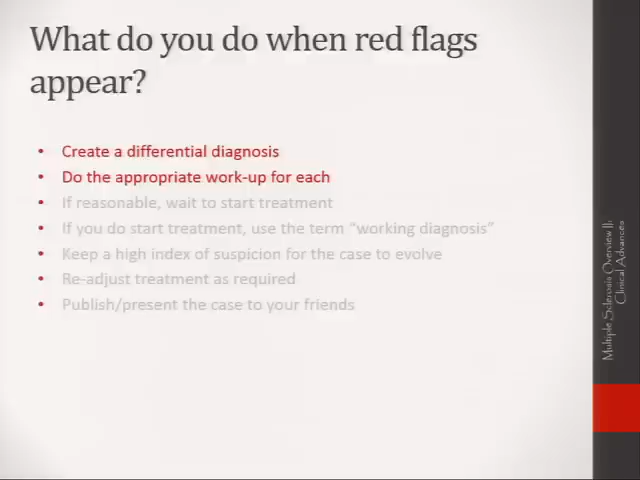 What do you do when red flags
appear?
• Create a differential diagnosis
• Do the appropriate work-up for each
• If reasonable, wait to start treatment
• If you do start treatment, use the term “working diagnosis”
• Keep a high index of suspicion for the case to evolve
• Re-adjust treatment as required
• Publish/present the case to your friends
Multiple Sclerosis Overview II:
Clinical Advances